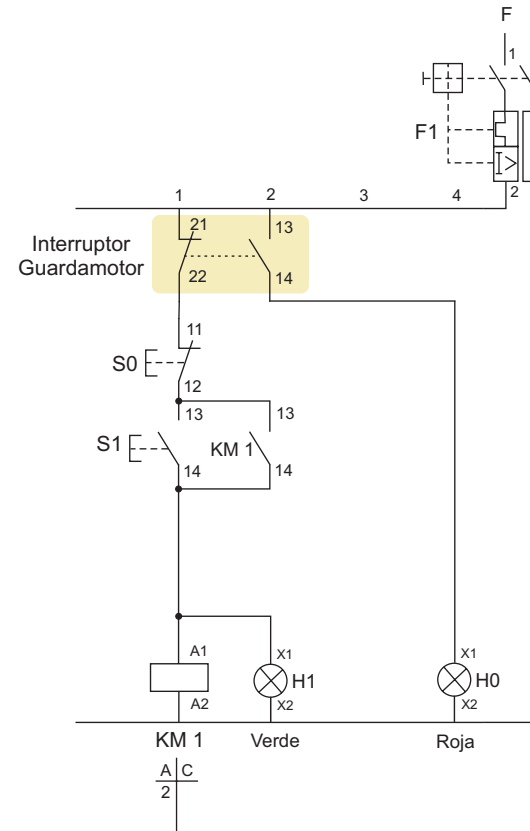 F
1
F1
2
1 2 3 4
Interruptor
Guardamotor
21 13
22 14
11
S0
12
13 13
S1 KM 1
14 14
A1 X1 X1
H1 H0
A2 X2 X2
KM 1 Verde Roja
A C
2